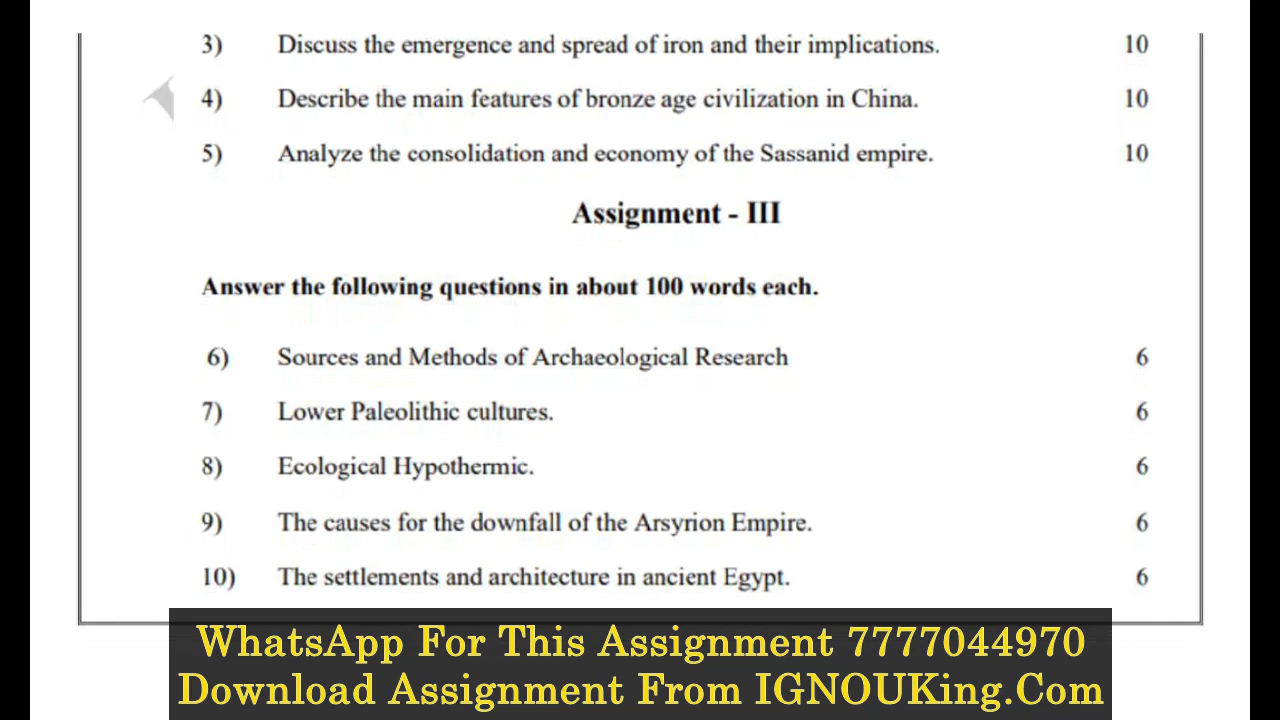 3) Discuss the emergence and spread of iron and their implications. 10
4) Describe the main features of bronze age civilization in China. 10
5) Analyze the consolidation and economy of the Sassanid empire. 10
Assignment - III
Answer the following questions in about 100 words each.
6) Sources and Methods of Archaeological Research 6
7) Lower Paleolithic cultures. 6
8) Ecological Hypothermic. 6
9) The causes for the downfall of the Arsyrion Empire. 6
10) The settlements and architecture in ancient Egypt. 6
WhatsApp For This Assignment 7777044970
Download Assignment From IGNOUKing.Com